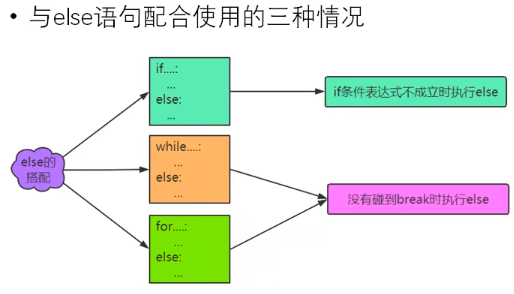 • 与else语句配合使用的三种情况
if....:
...
else:
...
if条件表达式不成立时执行else
else的
搭配
while....:
...
else:
...
没有碰到break时执行else
for....:
...
else:
...